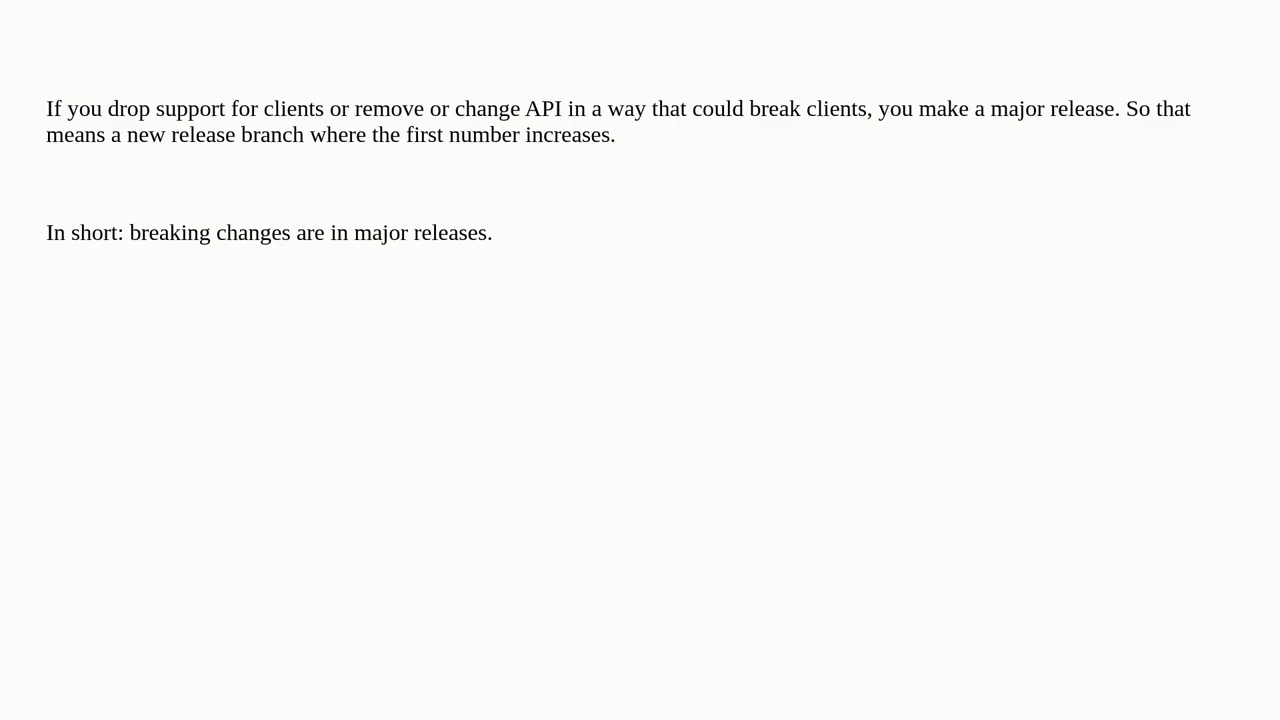 If you drop support for clients or remove or change API in a way that could break clients, you make a major release. So that
means a new release branch where the first number increases.
In short: breaking changes are in major releases.